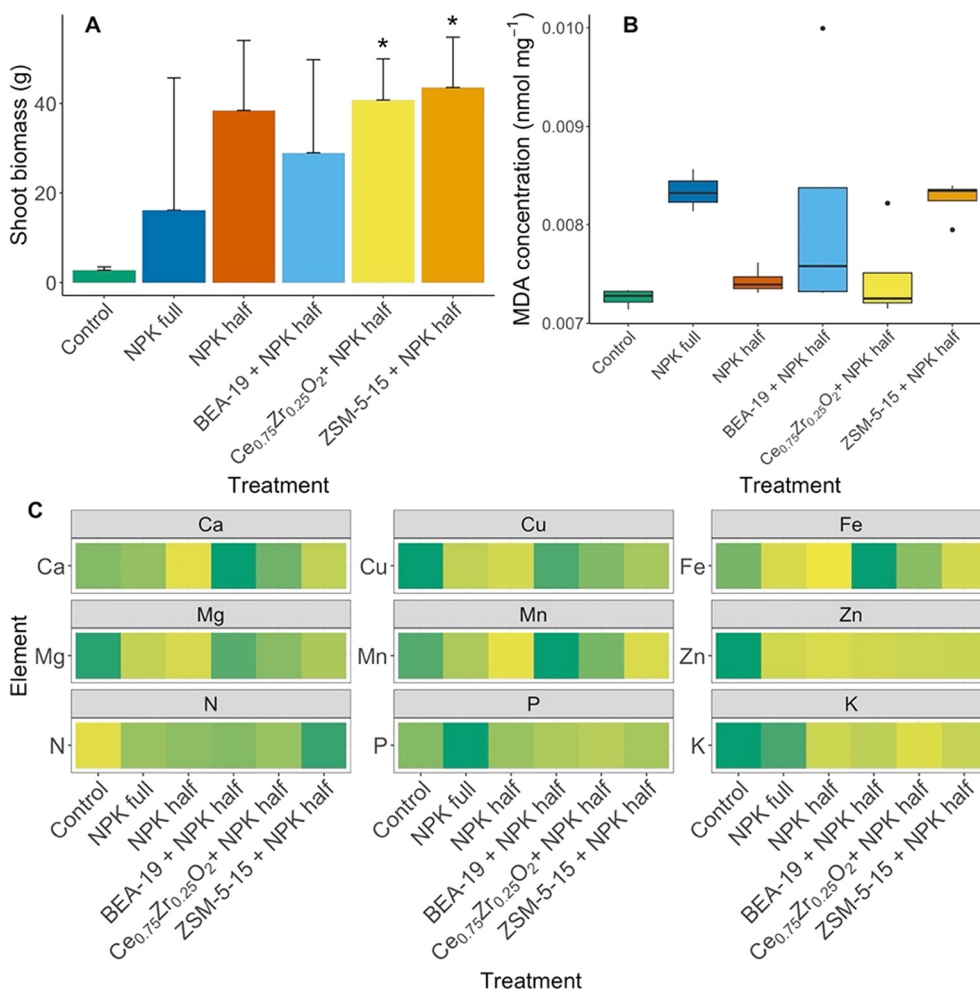 A
*
*
Shoot biomass (g)
40
20
0
Control
NPK full
NPK half
BEA-19 + NPK half
Ce0.75Zr0.25O2+ NPK half
ZSM-5-15 + NPK half
Treatment
B
MDA concentration (nmol mg−1)
0.010
0.009
0.008
0.007
Control
NPK full
NPK half
BEA-19 + NPK half
Ce0.75Zr0.25O2+ NPK half
ZSM-5-15 + NPK half
Treatment
C
Element
Ca
Cu
Fe
Ca
Cu
Fe
Mg
Mn
Zn
Mg
Mn
Zn
N
P
K
N
P
K
Control
NPK full
NPK half
BEA-19 + NPK half
Ce0.75Zr0.25O2+ NPK half
ZSM-5-15 + NPK half
Control
NPK full
NPK half
BEA-19 + NPK half
Ce0.75Zr0.25O2+ NPK half
ZSM-5-15 + NPK half
Control
NPK full
NPK half
BEA-19 + NPK half
Ce0.75Zr0.25O2+ NPK half
ZSM-5-15 + NPK half
Treatment